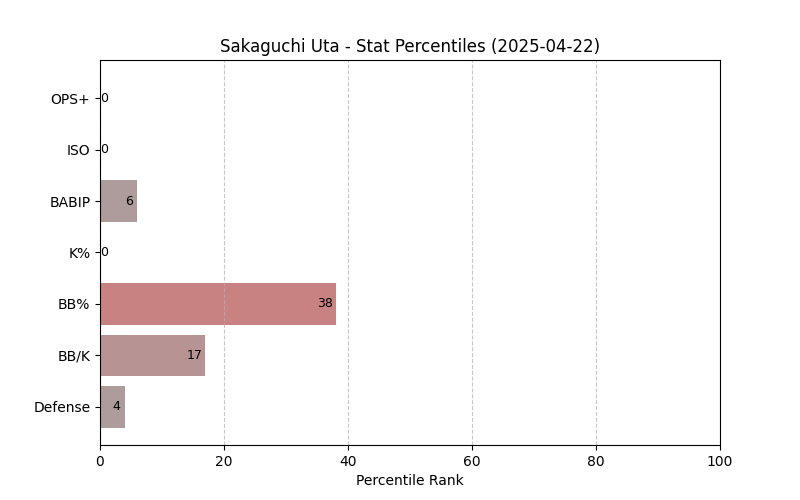 Sakaguchi Uta - Stat Percentiles (2025-04-22)
OPS+ 0
ISO 0
BABIP 6
K% 0
BB% 38
BB/K 17
Defense 4
0 20 40 60 80 100
Percentile Rank